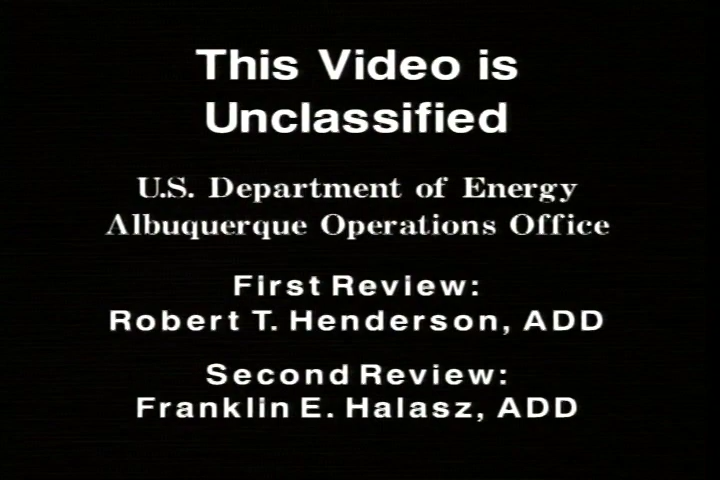 This Video is
Unclassified
U.S. Department of Energy
Albuquerque Operations Office
First Review:
Robert T. Henderson, ADD
Second Review:
Franklin E. Halasz, ADD